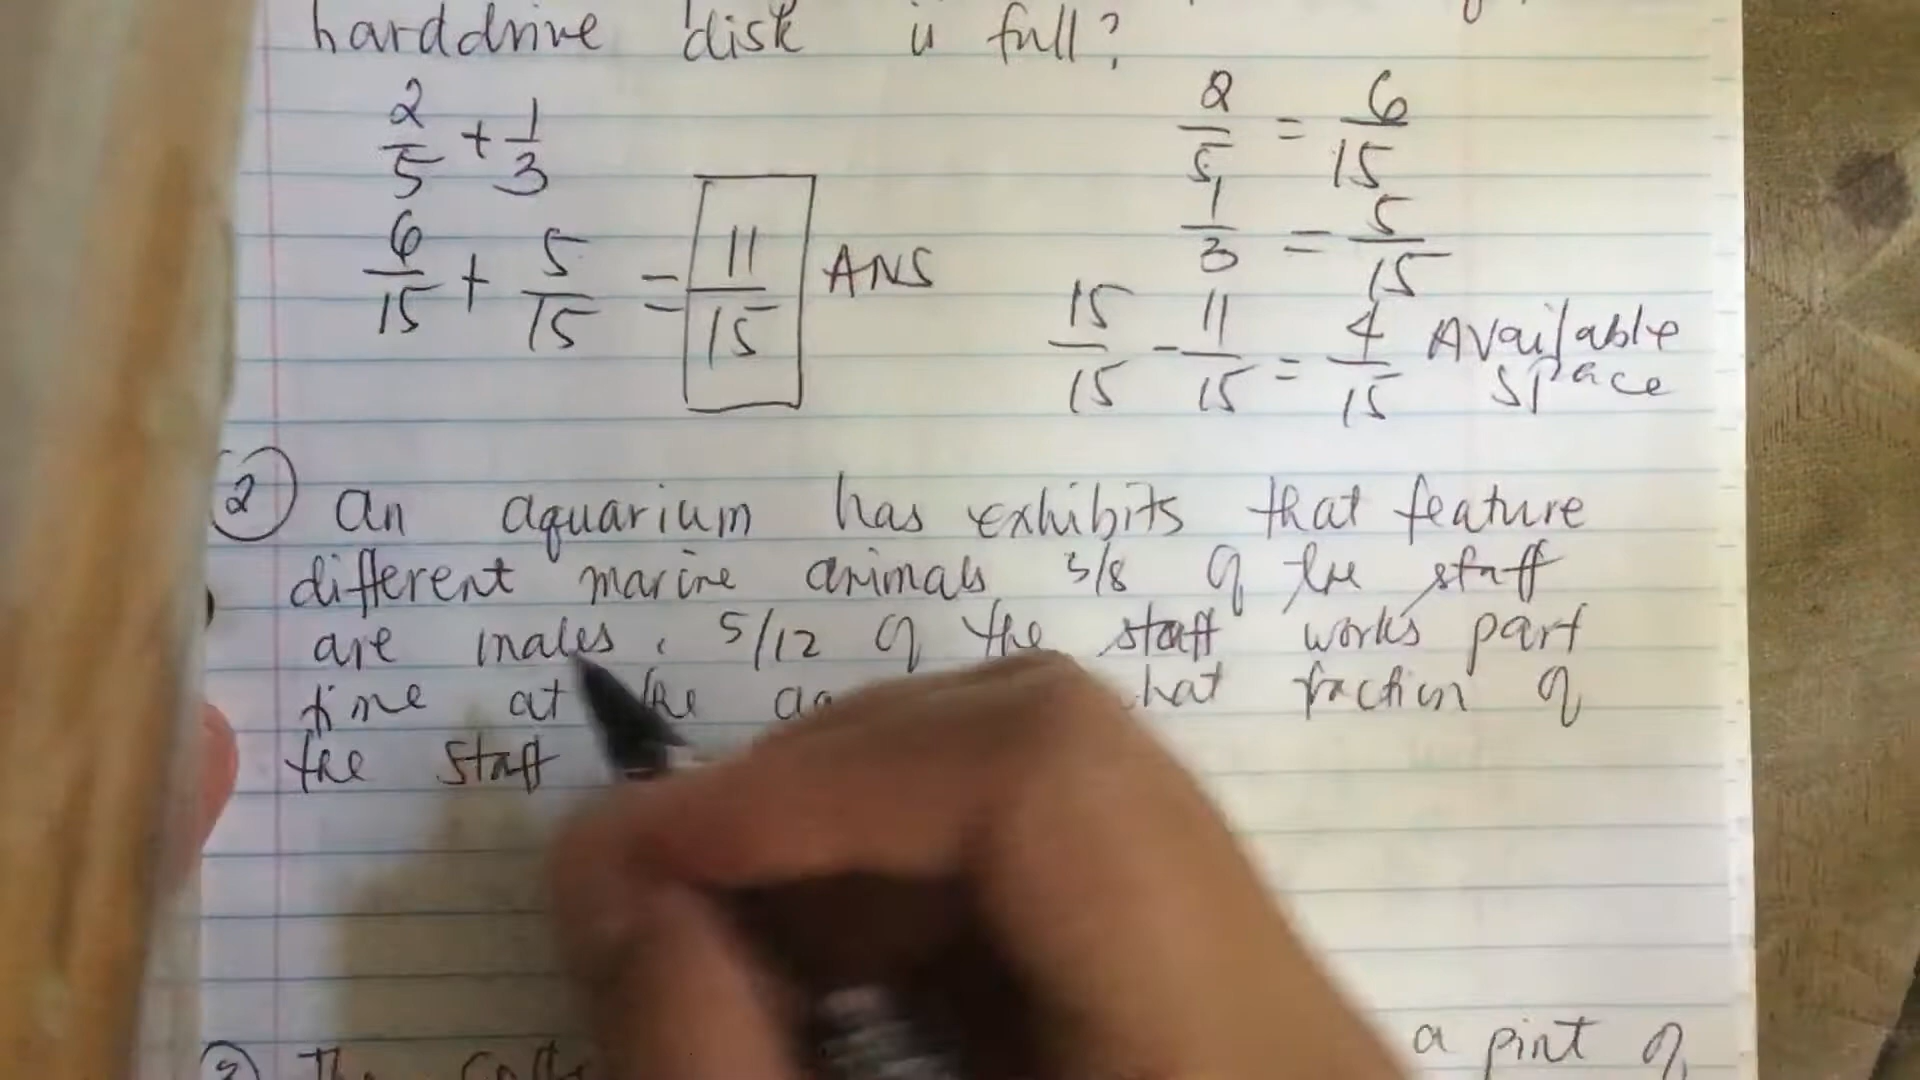 harddrive disk is full?
2/5 + 1/3
2/5 = 6/15
6/15 + 5/15 = 11/15 ANS
1/3 = 5/15
15/15 - 11/15 = 4/15 Available space
2 An aquarium has exhibits that feature
different marine animals 3/8 of the staff
are males. 5/12 of the staff works part
time at the fraction of
the staff
a pint of